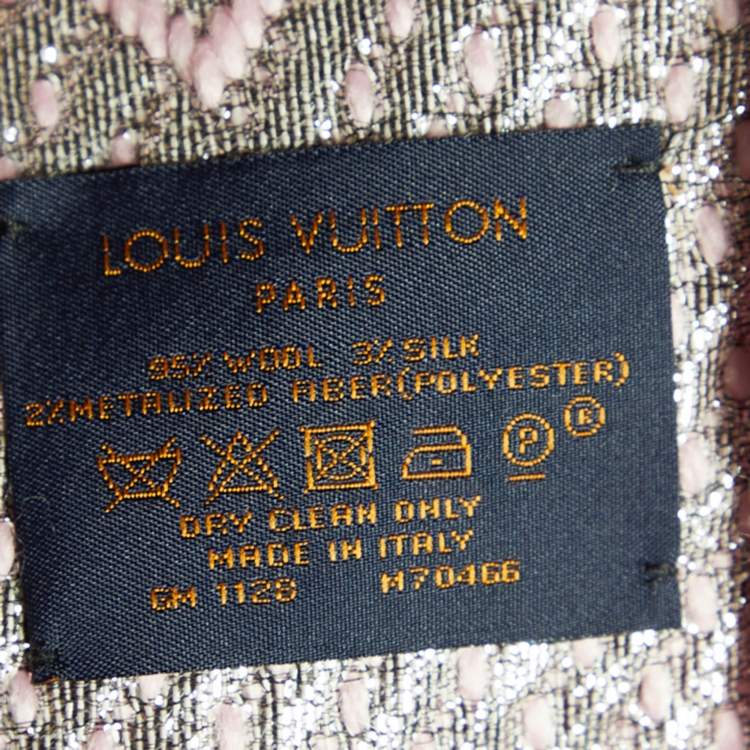 LOUIS VUITTON
PARIS
95% WOOL 3% SILK
2%METALIZED FIBER(POLYESTER)
P R
DRY CLEAN ONLY
MADE IN ITALY
GM 1128 M70466